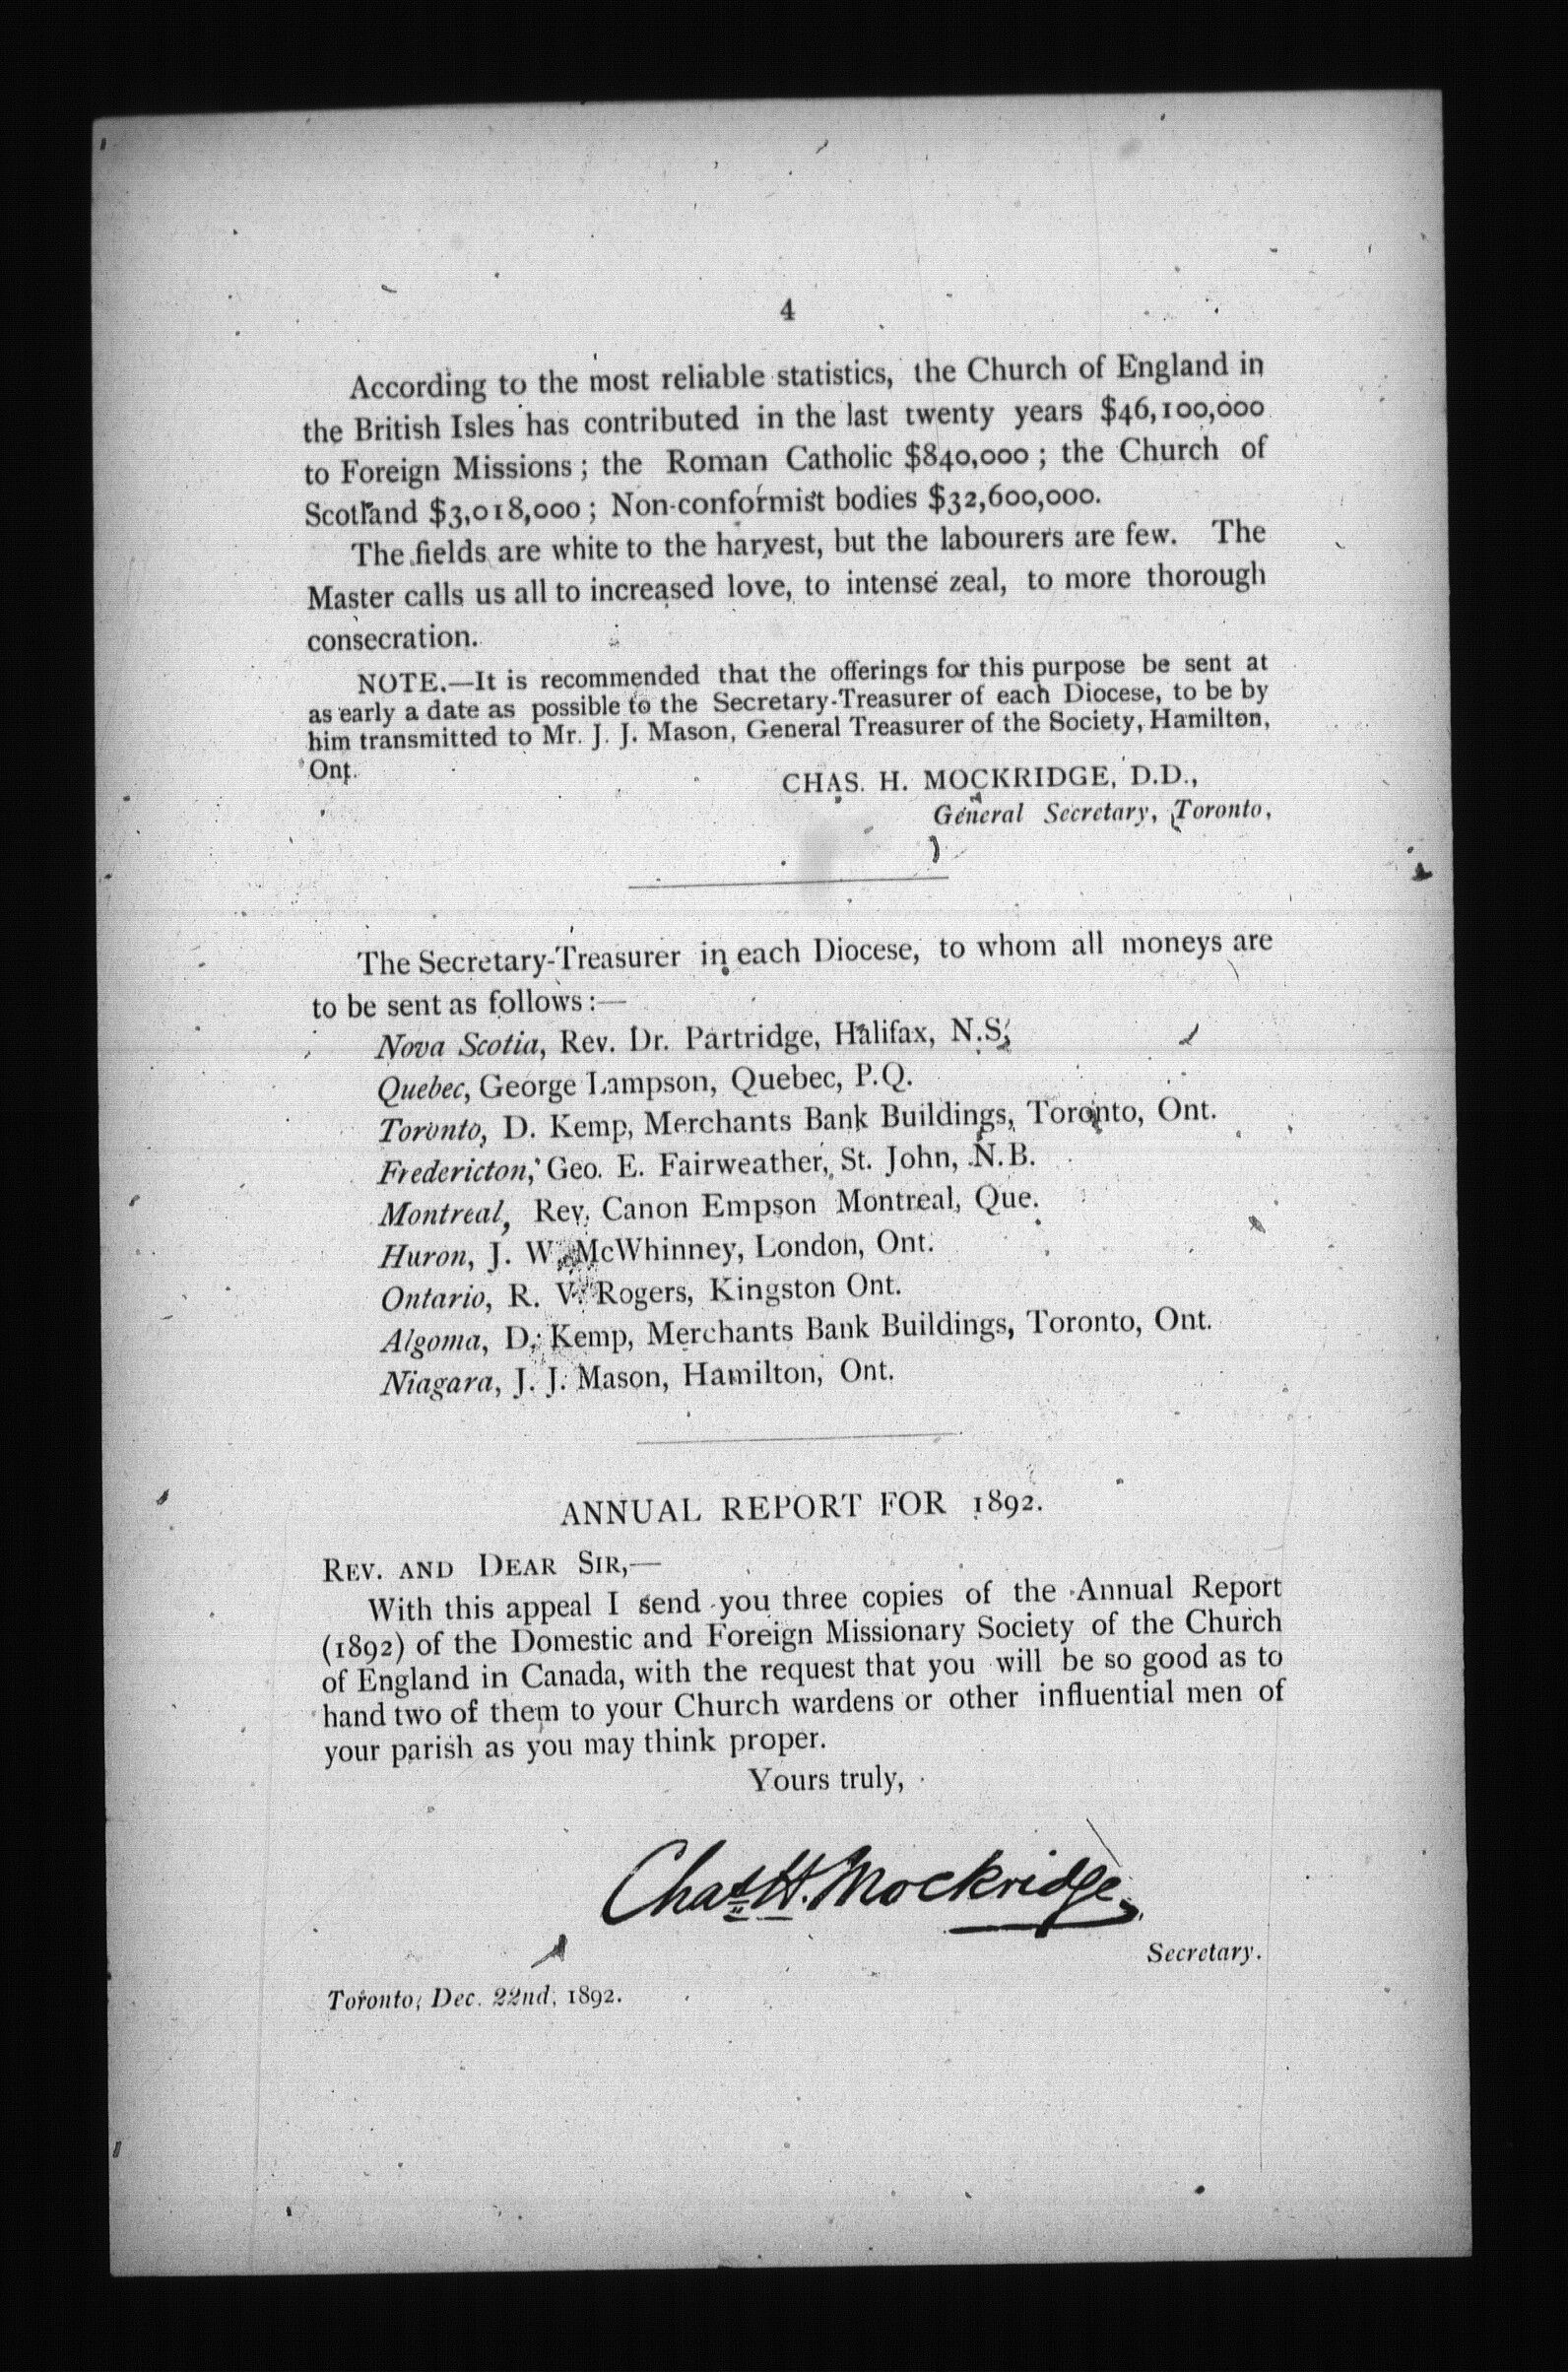 4
According to the most reliable statistics, the Church of England in
the British Isles has contributed in the last twenty years $46,100,000
to Foreign Missions ; the Roman Catholic $840,000 ; the Church of
Scotland $3,018,000 ; Non-conformist bodies $32,600,000.
The fields are white to the harvest, but the labourers are few. The
Master calls us all to increased love, to intense zeal, to more thorough
consecration.
NOTE.—It is recommended that the offerings for this purpose be sent at
as early a date as possible to the Secretary-Treasurer of each Diocese, to be by
him transmitted to Mr. J. J. Mason, General Treasurer of the Society, Hamilton,
Ont.
CHAS. H. MOCKRIDGE, D.D.,
General Secretary, Toronto,
The Secretary-Treasurer in each Diocese, to whom all moneys are
to be sent as follows :—
Nova Scotia, Rev. Dr. Partridge, Halifax, N.S.
Quebec, George Lampson, Quebec, P.Q.
Toronto, D. Kemp, Merchants Bank Buildings, Toronto, Ont.
Fredericton, Geo. E. Fairweather, St. John, N.B.
Montreal, Rev. Canon Empson Montreal, Que.
Huron, J. W. McWhinney, London, Ont.
Ontario, R. V. Rogers, Kingston Ont.
Algoma, D. Kemp, Merchants Bank Buildings, Toronto, Ont.
Niagara, J. J. Mason, Hamilton, Ont.
ANNUAL REPORT FOR 1892.
REV. AND DEAR SIR,—
With this appeal I send you three copies of the Annual Report
(1892) of the Domestic and Foreign Missionary Society of the Church
of England in Canada, with the request that you will be so good as to
hand two of them to your Church wardens or other influential men of
your parish as you may think proper.
Yours truly,
Chas H. Mockridge,
Secretary.
Toronto, Dec. 22nd, 1892.